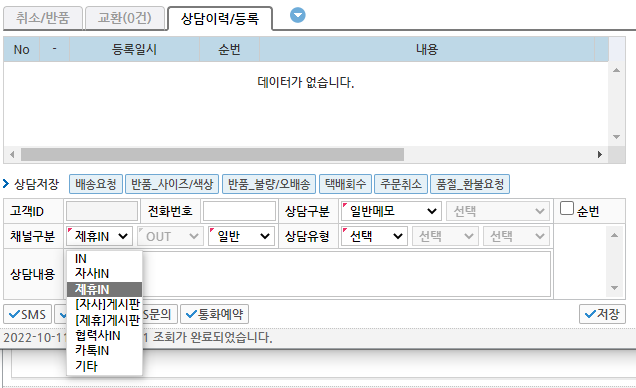 취소/반품 교환(0건) 상담이력/등록
No - 등록일시 순번 내용
데이터가 없습니다.
상담저장 배송요청 반품_사이즈/색상 반품_불량/오배송 택배회수 주문취소 품절_환불요청
고객ID 전화번호 상담구분 일반메모 선택 순번
채널구분 제휴IN OUT 일반 상담유형 선택 선택 선택
IN
자사IN
상담내용
제휴IN
[자사]게시판
[제휴]게시판
협력사IN
카톡IN
기타
SMS 문의 통화예약 저장
2022-10-11 조회가 완료되었습니다.